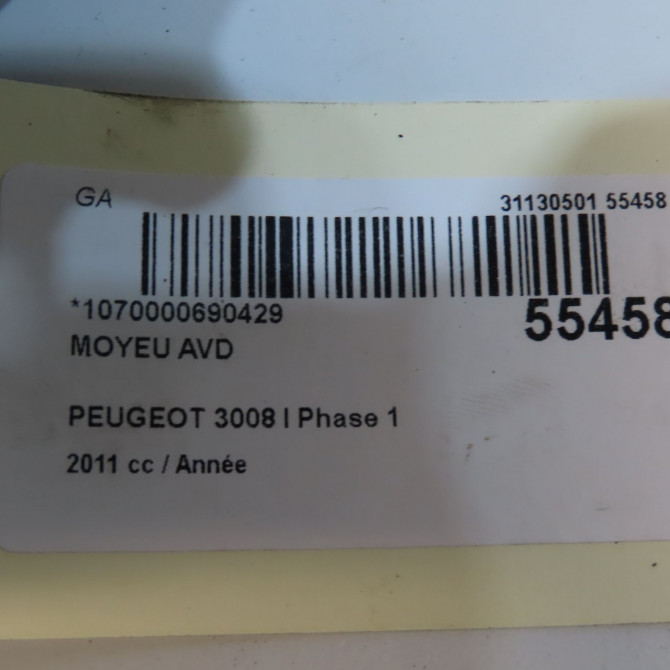 GA 31130501 55458
*1070000690429 55458
MOYEU AVD
PEUGEOT 3008 I Phase 1
2011 cc / Année